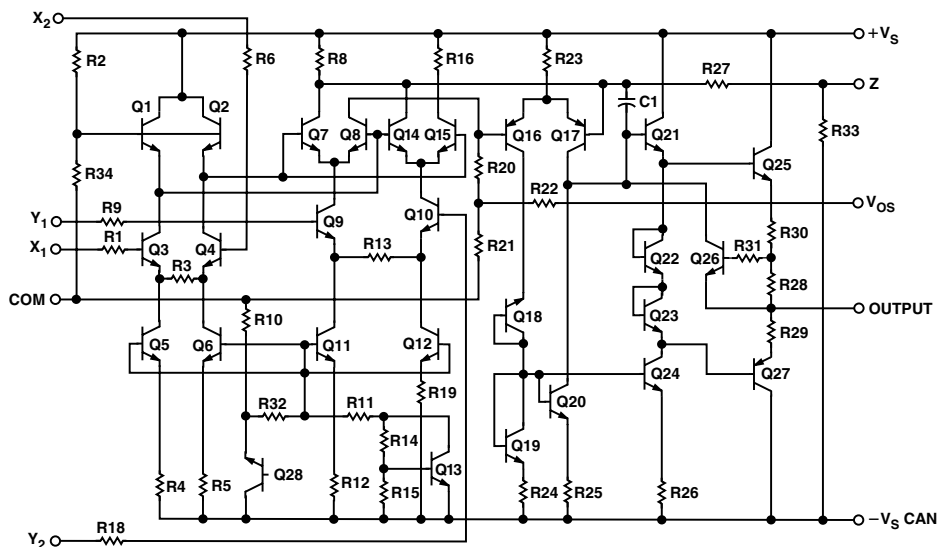 X2
R2
R6
R8
R16
R23
+VS
R27
Z
Q1
Q2
C1
Q7
Q8
Q14
Q15
Q16
Q17
Q21
R33
R34
R20
Q25
Y1
R9
Q9
Q10
R22
VOS
X1
R1
Q3
Q4
R13
R21
R30
R3
Q22
Q26
R31
COM
R28
R10
Q18
Q23
OUTPUT
Q5
Q6
Q11
Q12
R29
R19
Q24
Q27
R32
R11
Q20
R14
Q19
Q28
Q13
R4
R5
R12
R15
R24
R25
R26
R18
−VS CAN
Y2